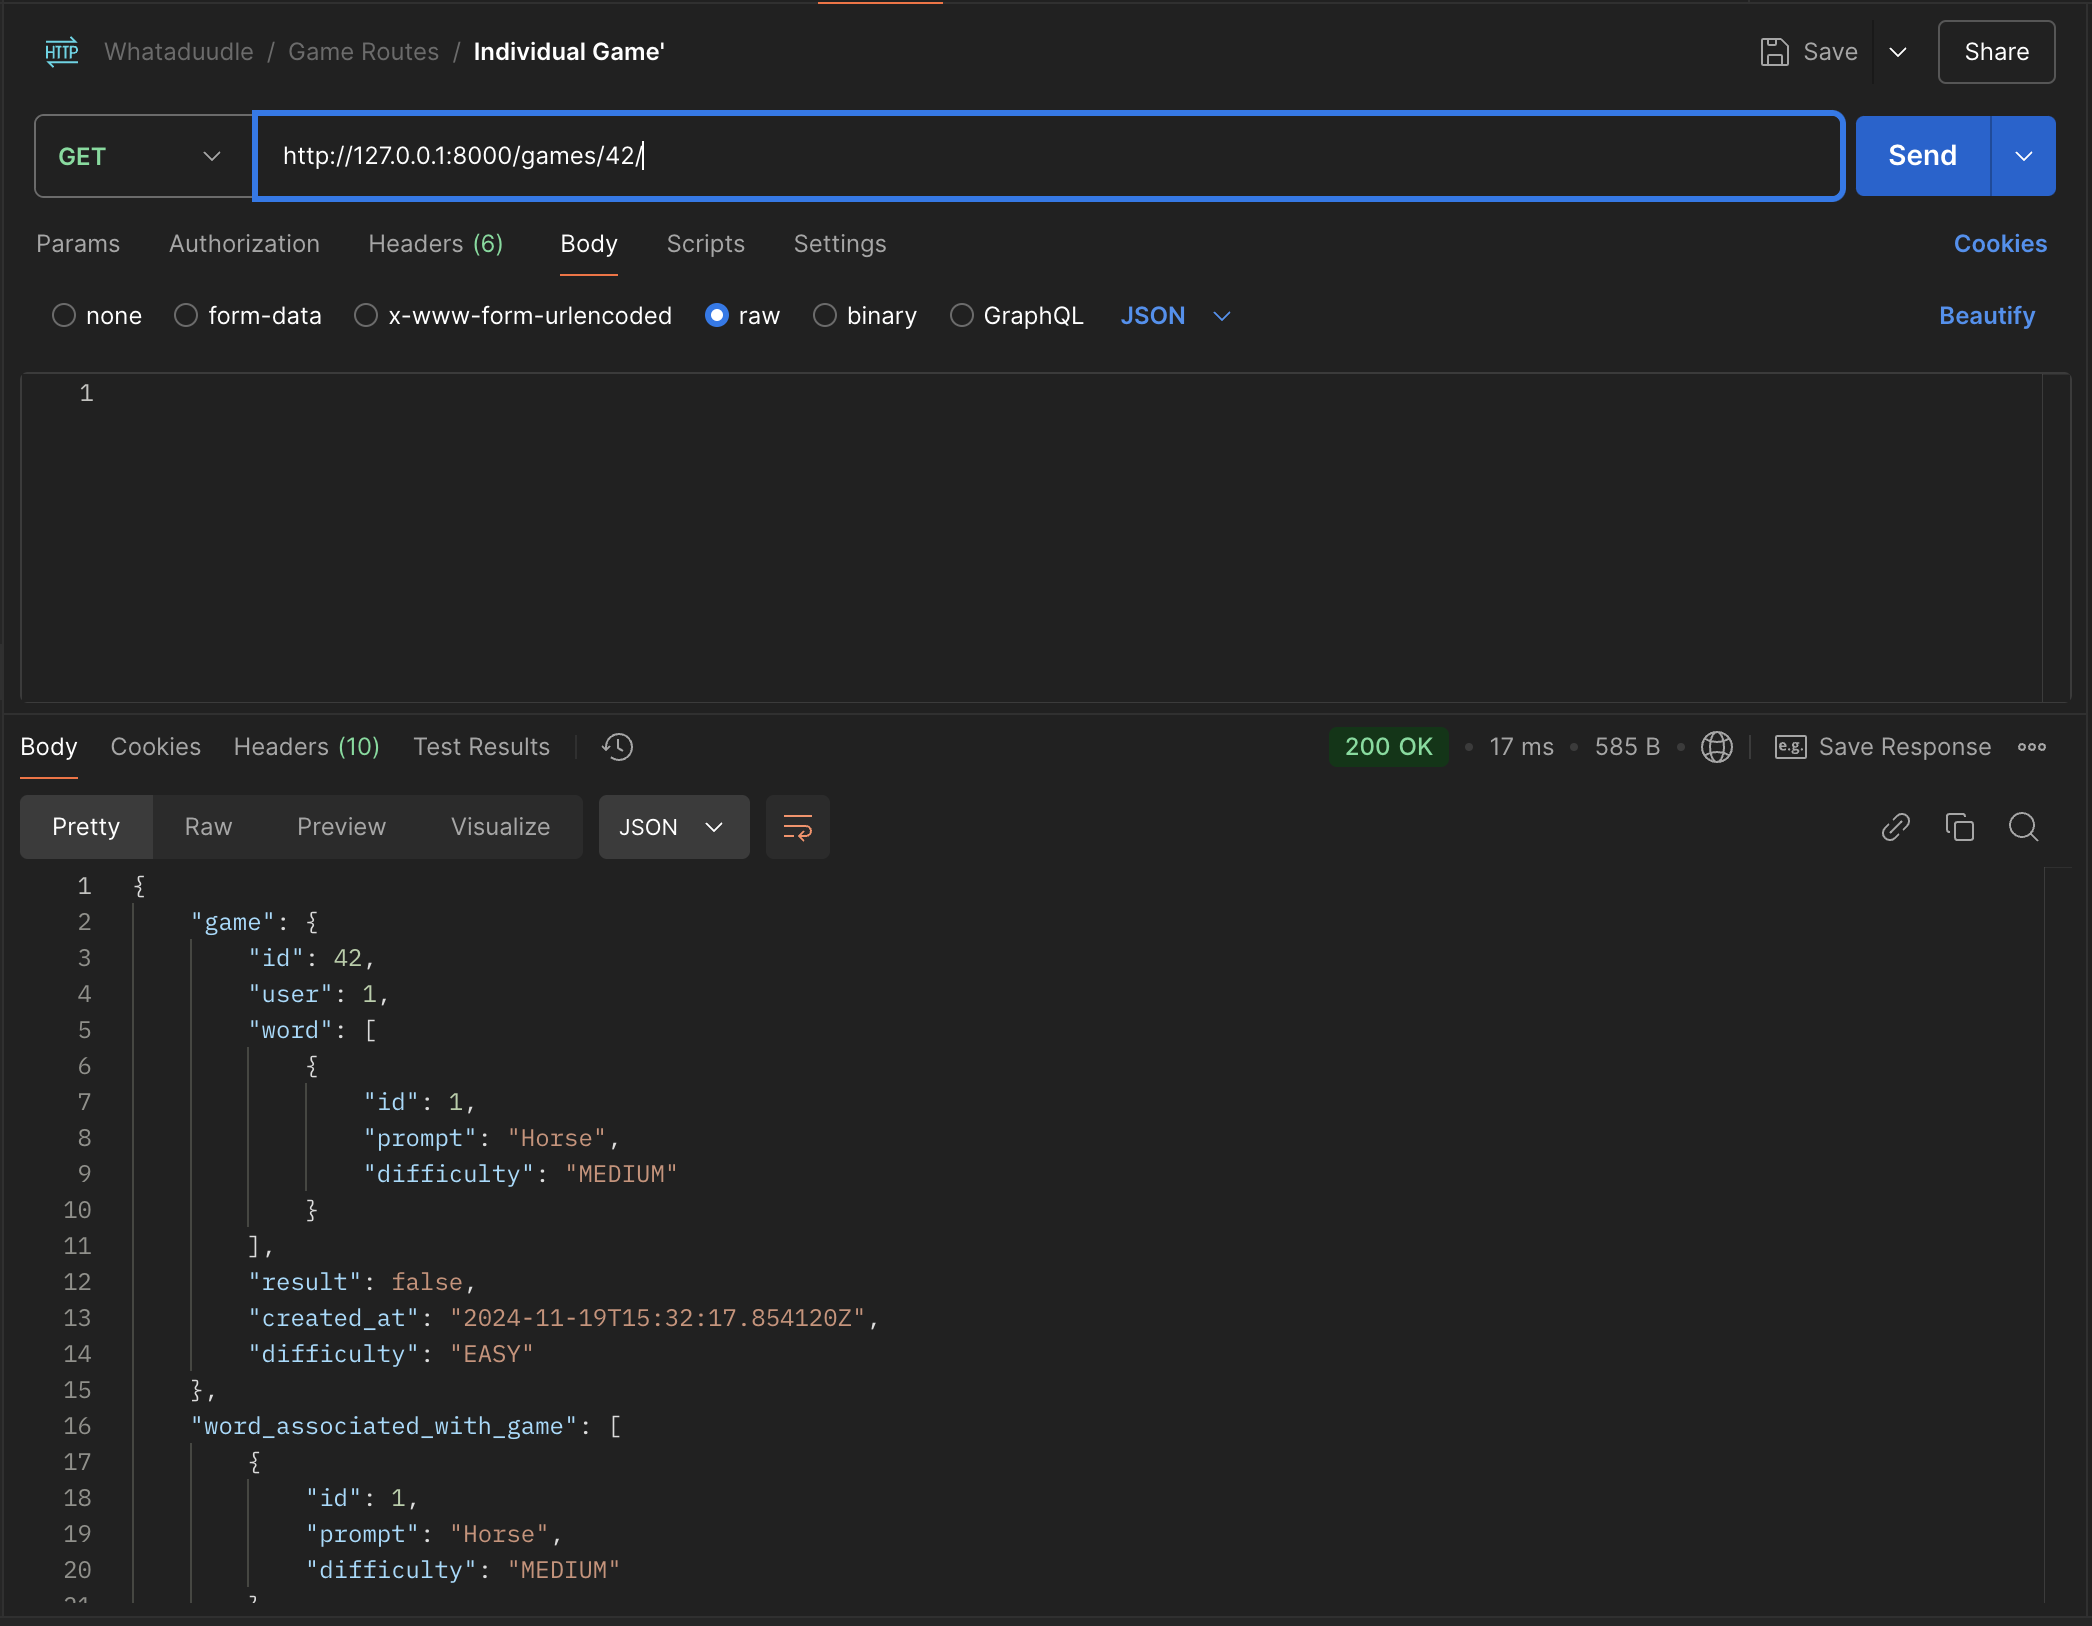 HTTP Whataduudle / Game Routes / Individual Game' Save Share
GET http://127.0.0.1:8000/games/42/ Send
Params Authorization Headers (6) Body Scripts Settings Cookies
none form-data x-www-form-urlencoded raw binary GraphQL JSON Beautify
1
Body Cookies Headers (10) Test Results 200 OK • 17 ms • 585 B • e.g. Save Response
Pretty Raw Preview Visualize JSON
1 {
2 "game": {
3 "id": 42,
4 "user": 1,
5 "word": [
6 {
7 "id": 1,
8 "prompt": "Horse",
9 "difficulty": "MEDIUM"
10 }
11 ],
12 "result": false,
13 "created_at": "2024-11-19T15:32:17.854120Z",
14 "difficulty": "EASY"
15 },
16 "word_associated_with_game": [
17 {
18 "id": 1,
19 "prompt": "Horse",
20 "difficulty": "MEDIUM"